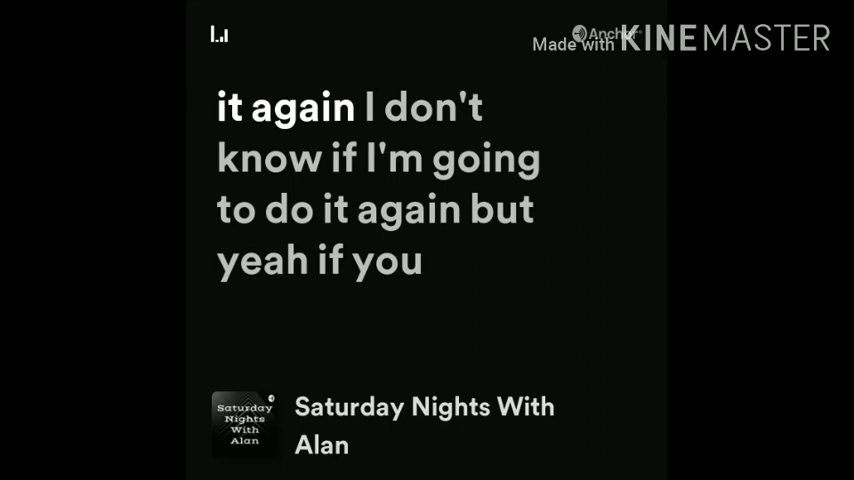 Anchor
Made with KINEMASTER
it again I don't
know if I'm going
to do it again but
yeah if you
Saturday
Nights
With
Alan
Saturday Nights With
Alan